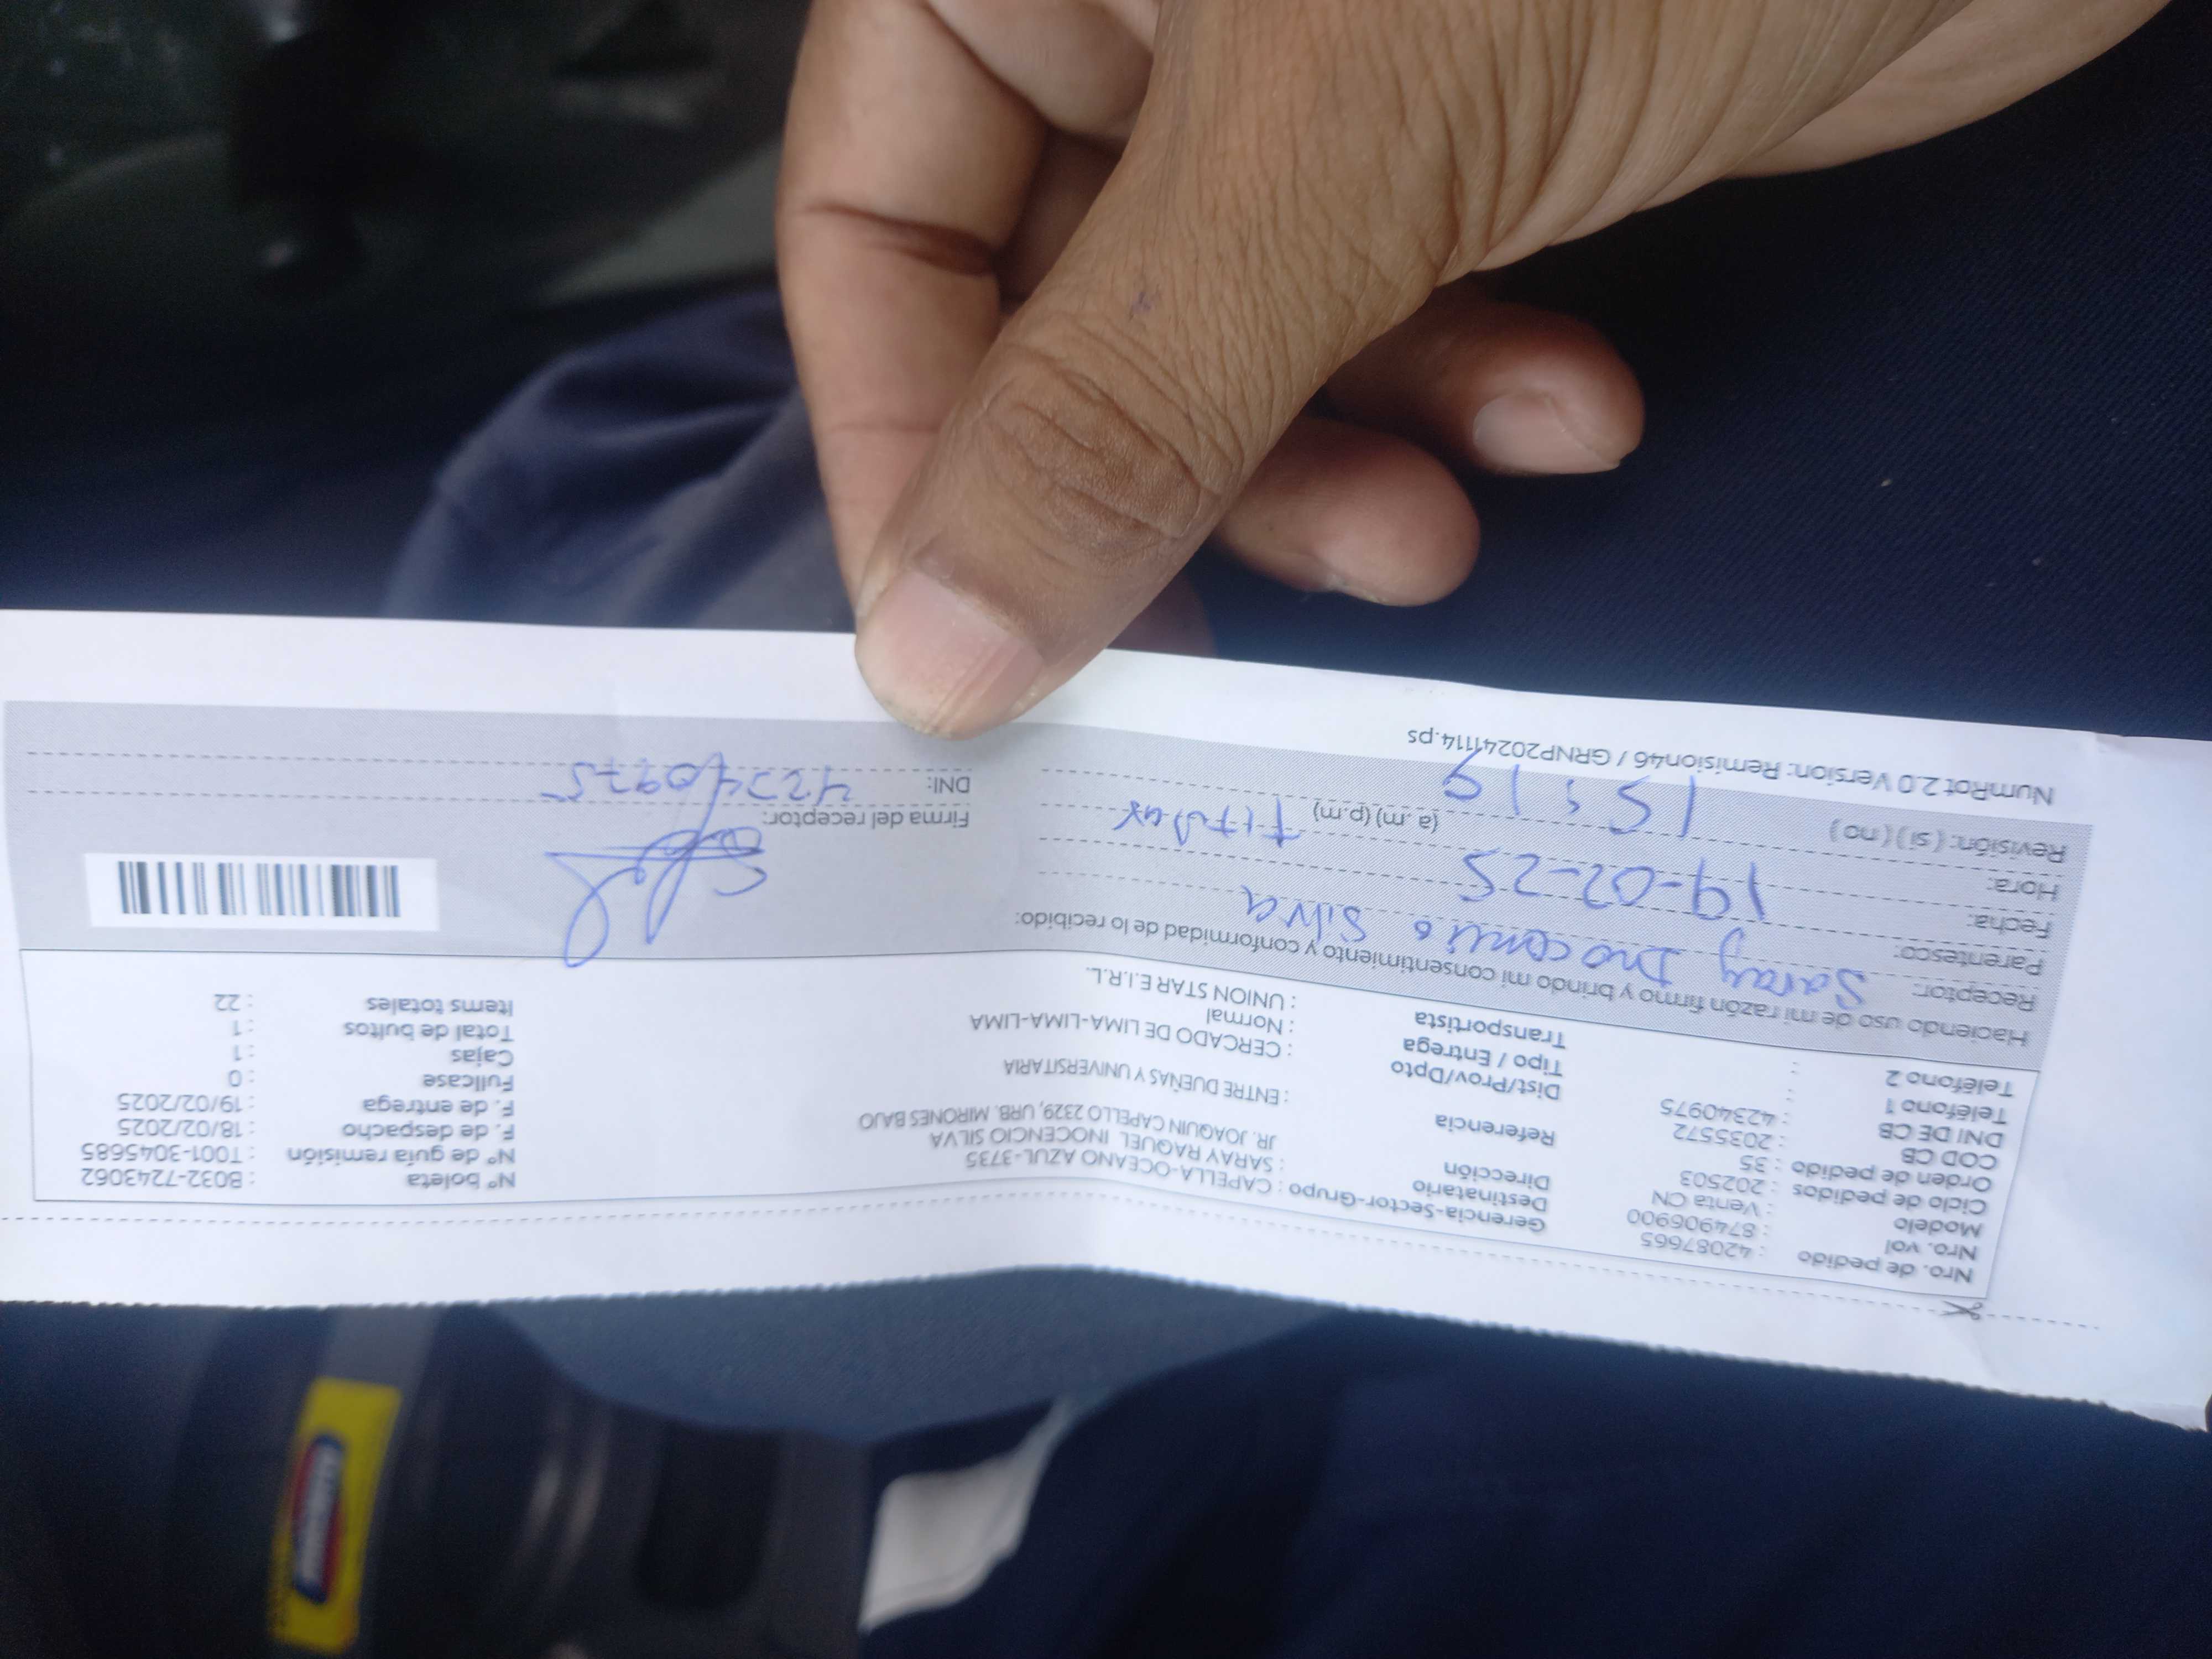 Nro. de pedido : 42087665
Nro. vol : 874906900
Modelo : Venta CN
Ciclo de pedidos : 202503
Orden de pedido : 35
COD CB : 2035572
DNI DE CB : 42340975
Teléfono 1 :
Teléfono 2 :
Gerencia-Sector-Grupo : CAPELLA-OCEANO AZUL-3735
Destinatario : SARAY RAQUEL INOCENCIO SILVA
Dirección JR. JOAQUIN CAPELLO 2329, URB. MIRONES BAJO
Referencia : ENTRE DUEÑAS Y UNIVERSITARIA
Dist/Prov/Dpto : CERCADO DE LIMA-LIMA-LIMA
Tipo / Entrega : Normal
Transportista : UNION STAR E.I.R.L.
N° boleta : B032-7243062
N° de guía remisión : T001-3045685
F. de despacho : 18/02/2025
F. de entrega : 19/02/2025
Fullcase : 0
Cajas : 1
Total de bultos : 1
Items totales : 22
Haciendo uso de mi razón firmo y brindo mi consentimiento y conformidad de lo recibido:
Receptor: Saray Inocencio Silva
Parentesco: Titular
Fecha: 19-02-25
Hora: 15:19 (a. m) (p.m)
Revisión: ( si ) ( no )
Firma del receptor:
DNI: 42340975
NumRot 2.0 Version: Remision46 / GRNP20241114.ps